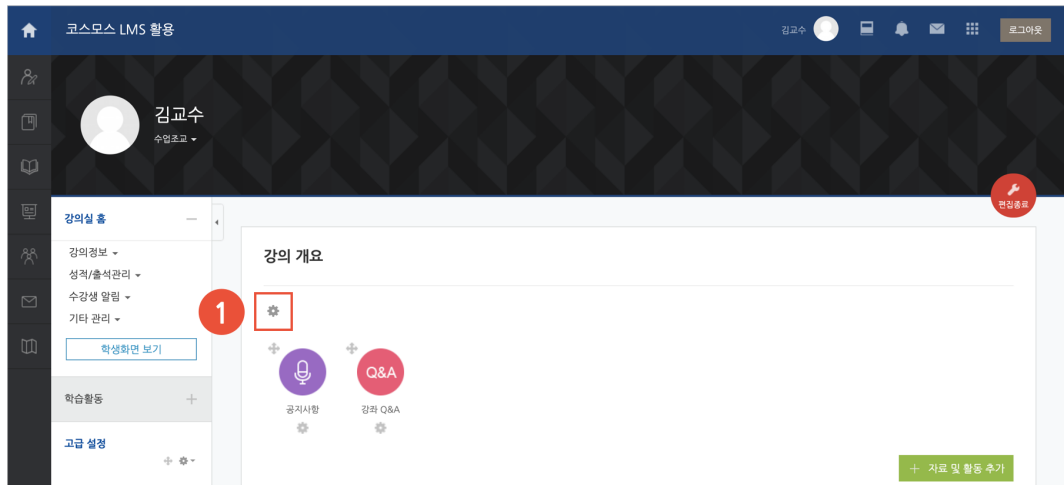 코스모스 LMS 활용
김교수
로그아웃
김교수
수업조교
편집종료
강의실 홈
강의정보
성적/출석관리
수강생 알림
기타 관리
학생화면 보기
학습활동
고급 설정
강의 개요
1
Q&A
공지사항
강좌 Q&A
+ 자료 및 활동 추가